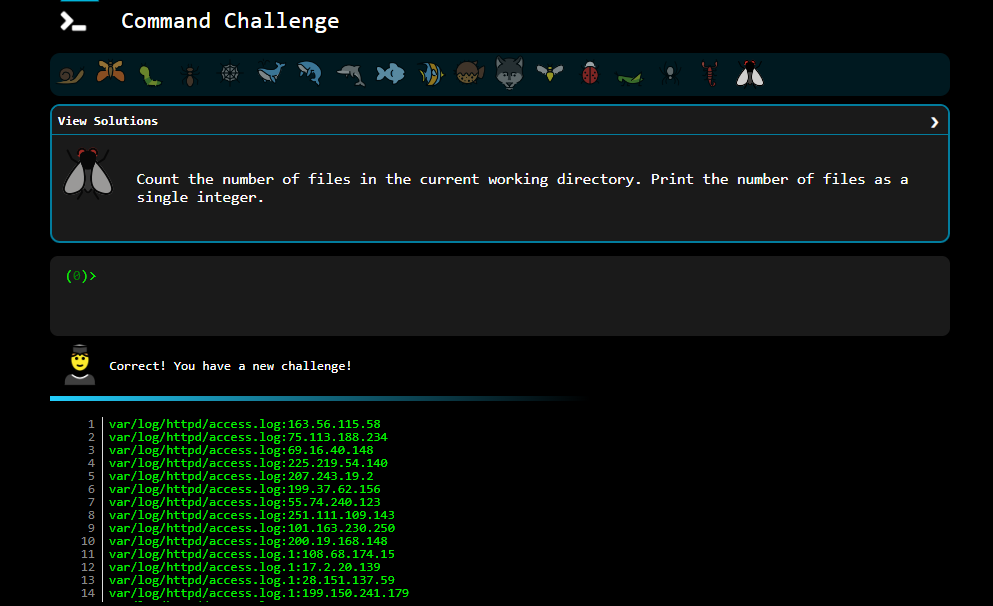 Command Challenge
View Solutions
Count the number of files in the current working directory. Print the number of files as a
single integer.
(0)>
Correct! You have a new challenge!
1 var/log/httpd/access.log:163.56.115.58
2 var/log/httpd/access.log:75.113.188.234
3 var/log/httpd/access.log:69.16.40.148
4 var/log/httpd/access.log:225.219.54.140
5 var/log/httpd/access.log:207.243.19.2
6 var/log/httpd/access.log:199.37.62.156
7 var/log/httpd/access.log:55.74.240.123
8 var/log/httpd/access.log:251.111.109.143
9 var/log/httpd/access.log:101.163.230.250
10 var/log/httpd/access.log:200.19.168.148
11 var/log/httpd/access.log.1:108.68.174.15
12 var/log/httpd/access.log.1:17.2.20.139
13 var/log/httpd/access.log.1:28.151.137.59
14 var/log/httpd/access.log.1:199.150.241.179